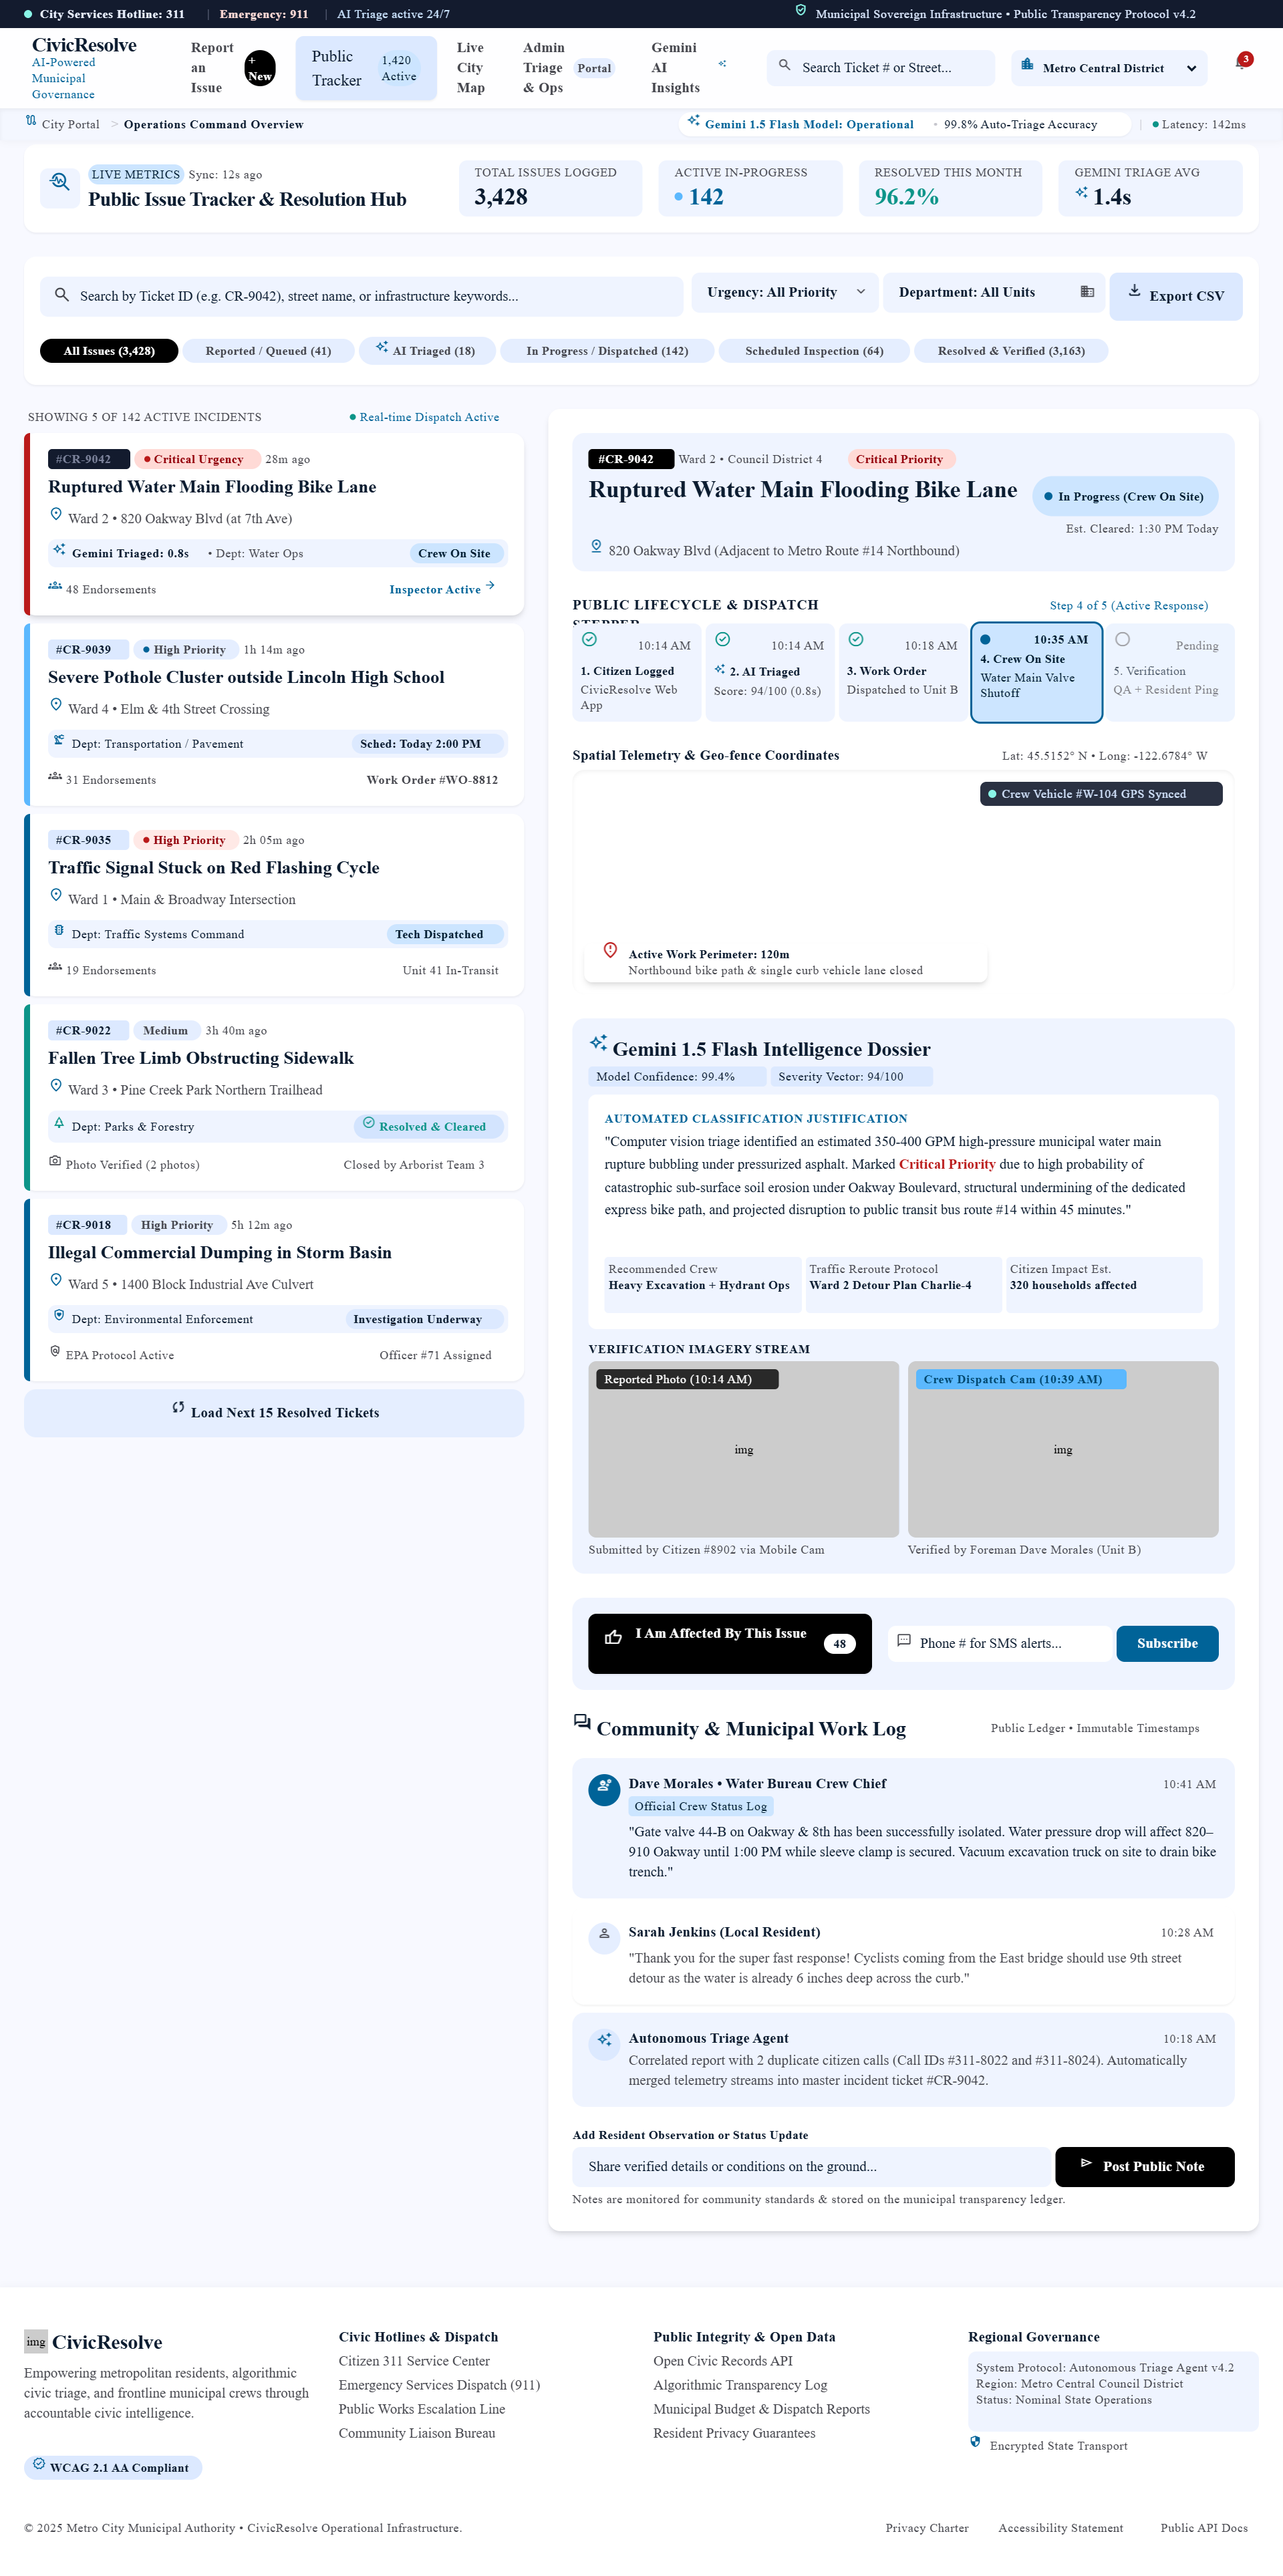 City Services Hotline: 311 | Emergency: 911 | AI Triage active 24/7
Municipal Sovereign Infrastructure • Public Transparency Protocol v4.2
CivicResolve
AI-Powered
Municipal
Governance
Report
an
Issue
+
New
Public
Tracker
1,420
Active
Live
City
Map
Admin
Triage
& Ops
Portal
Gemini
AI
Insights
Search Ticket # or Street...
Metro Central District
3
City Portal > Operations Command Overview
Gemini 1.5 Flash Model: Operational • 99.8% Auto-Triage Accuracy | Latency: 142ms
LIVE METRICS Sync: 12s ago
Public Issue Tracker & Resolution Hub
TOTAL ISSUES LOGGED
3,428
ACTIVE IN-PROGRESS
142
RESOLVED THIS MONTH
96.2%
GEMINI TRIAGE AVG
1.4s
Search by Ticket ID (e.g. CR-9042), street name, or infrastructure keywords...
Urgency: All Priority
Department: All Units
Export CSV
All Issues (3,428)
Reported / Queued (41)
AI Triaged (18)
In Progress / Dispatched (142)
Scheduled Inspection (64)
Resolved & Verified (3,163)
SHOWING 5 OF 142 ACTIVE INCIDENTS
Real-time Dispatch Active
#CR-9042 Critical Urgency 28m ago
Ruptured Water Main Flooding Bike Lane
Ward 2 • 820 Oakway Blvd (at 7th Ave)
Gemini Triaged: 0.8s • Dept: Water Ops Crew On Site
48 Endorsements
Inspector Active
#CR-9039 High Priority 1h 14m ago
Severe Pothole Cluster outside Lincoln High School
Ward 4 • Elm & 4th Street Crossing
Dept: Transportation / Pavement Sched: Today 2:00 PM
31 Endorsements
Work Order #WO-8812
#CR-9035 High Priority 2h 05m ago
Traffic Signal Stuck on Red Flashing Cycle
Ward 1 • Main & Broadway Intersection
Dept: Traffic Systems Command Tech Dispatched
19 Endorsements
Unit 41 In-Transit
#CR-9022 Medium 3h 40m ago
Fallen Tree Limb Obstructing Sidewalk
Ward 3 • Pine Creek Park Northern Trailhead
Dept: Parks & Forestry Resolved & Cleared
Photo Verified (2 photos)
Closed by Arborist Team 3
#CR-9018 High Priority 5h 12m ago
Illegal Commercial Dumping in Storm Basin
Ward 5 • 1400 Block Industrial Ave Culvert
Dept: Environmental Enforcement Investigation Underway
EPA Protocol Active
Officer #71 Assigned
Load Next 15 Resolved Tickets
#CR-9042 Ward 2 • Council District 4 Critical Priority
Ruptured Water Main Flooding Bike Lane
In Progress (Crew On Site)
Est. Cleared: 1:30 PM Today
820 Oakway Blvd (Adjacent to Metro Route #14 Northbound)
PUBLIC LIFECYCLE & DISPATCH
STEPPER
Step 4 of 5 (Active Response)
10:14 AM
1. Citizen Logged
CivicResolve Web
App
10:14 AM
2. AI Triaged
Score: 94/100 (0.8s)
10:18 AM
3. Work Order
Dispatched to Unit B
10:35 AM
4. Crew On Site
Water Main Valve
Shutoff
Pending
5. Verification
QA + Resident Ping
Spatial Telemetry & Geo-fence Coordinates
Lat: 45.5152° N • Long: -122.6784° W
Crew Vehicle #W-104 GPS Synced
Active Work Perimeter: 120m
Northbound bike path & single curb vehicle lane closed
Gemini 1.5 Flash Intelligence Dossier
Model Confidence: 99.4%
Severity Vector: 94/100
AUTOMATED CLASSIFICATION JUSTIFICATION
"Computer vision triage identified an estimated 350-400 GPM high-pressure municipal water main
rupture bubbling under pressurized asphalt. Marked Critical Priority due to high probability of
catastrophic sub-surface soil erosion under Oakway Boulevard, structural undermining of the dedicated
express bike path, and projected disruption to public transit bus route #14 within 45 minutes."
Recommended Crew
Heavy Excavation + Hydrant Ops
Traffic Reroute Protocol
Ward 2 Detour Plan Charlie-4
Citizen Impact Est.
320 households affected
VERIFICATION IMAGERY STREAM
Reported Photo (10:14 AM)
img
Submitted by Citizen #8902 via Mobile Cam
Crew Dispatch Cam (10:39 AM)
img
Verified by Foreman Dave Morales (Unit B)
I Am Affected By This Issue
48
Phone # for SMS alerts...
Subscribe
Community & Municipal Work Log
Public Ledger • Immutable Timestamps
Dave Morales • Water Bureau Crew Chief
10:41 AM
Official Crew Status Log
"Gate valve 44-B on Oakway & 8th has been successfully isolated. Water pressure drop will affect 820–
910 Oakway until 1:00 PM while sleeve clamp is secured. Vacuum excavation truck on site to drain bike
trench."
Sarah Jenkins (Local Resident)
10:28 AM
"Thank you for the super fast response! Cyclists coming from the East bridge should use 9th street
detour as the water is already 6 inches deep across the curb."
Autonomous Triage Agent
10:18 AM
Correlated report with 2 duplicate citizen calls (Call IDs #311-8022 and #311-8024). Automatically
merged telemetry streams into master incident ticket #CR-9042.
Add Resident Observation or Status Update
Share verified details or conditions on the ground...
Post Public Note
Notes are monitored for community standards & stored on the municipal transparency ledger.
img
CivicResolve
Empowering metropolitan residents, algorithmic
civic triage, and frontline municipal crews through
accountable civic intelligence.
WCAG 2.1 AA Compliant
Civic Hotlines & Dispatch
Citizen 311 Service Center
Emergency Services Dispatch (911)
Public Works Escalation Line
Community Liaison Bureau
Public Integrity & Open Data
Open Civic Records API
Algorithmic Transparency Log
Municipal Budget & Dispatch Reports
Resident Privacy Guarantees
Regional Governance
System Protocol: Autonomous Triage Agent v4.2
Region: Metro Central Council District
Status: Nominal State Operations
Encrypted State Transport
© 2025 Metro City Municipal Authority • CivicResolve Operational Infrastructure.
Privacy Charter
Accessibility Statement
Public API Docs